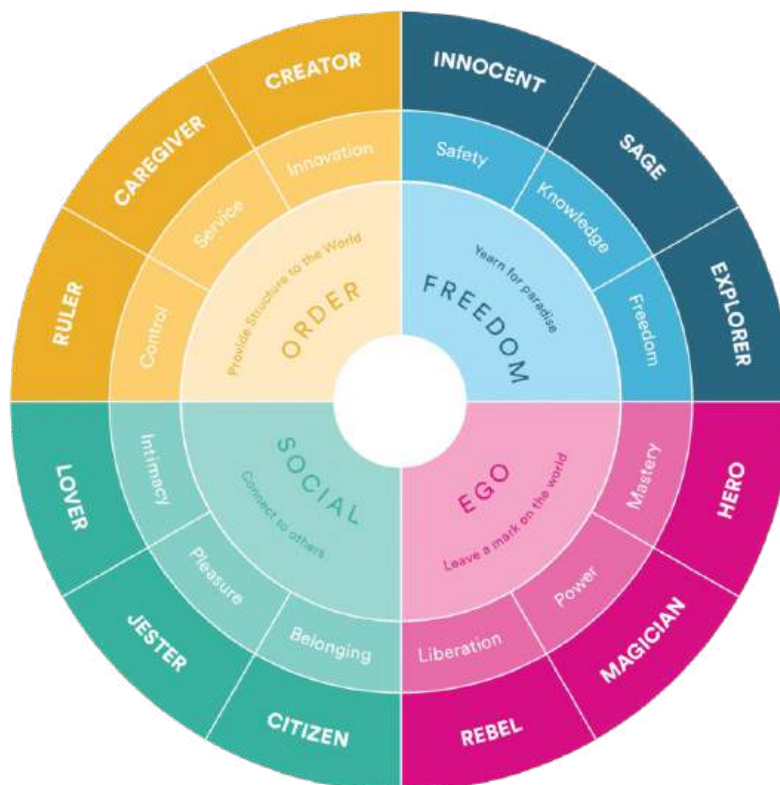 CREATOR
INNOCENT
CAREGIVER
SAGE
RULER
EXPLORER
LOVER
HERO
JESTER
MAGICIAN
CITIZEN
REBEL
Innovation
Safety
Service
Knowledge
Control
Freedom
Intimacy
Mastery
Pleasure
Power
Belonging
Liberation
Provide Structure to the World
ORDER
Yearn for paradise
FREEDOM
SOCIAL
Connect to others
EGO
Leave a mark on the world